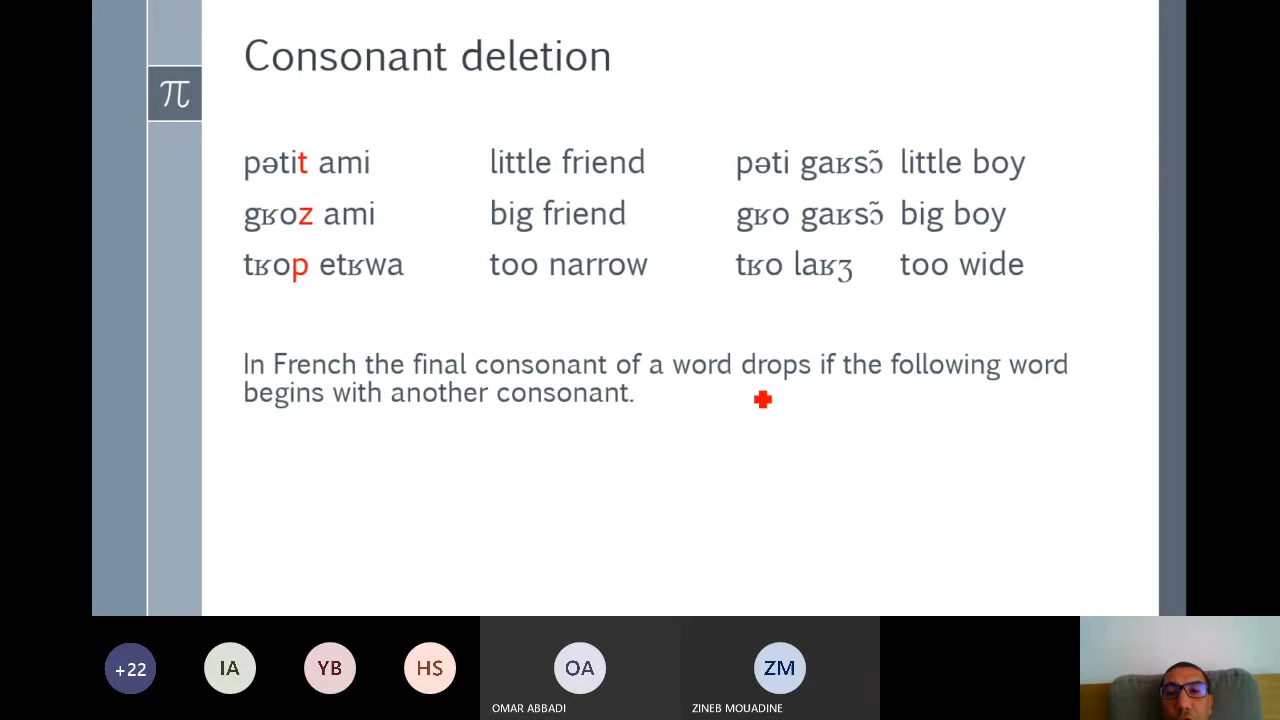 Consonant deletion
π
pətit ami little friend pəti gaʁsɔ̃ little boy
gʁoz ami big friend gʁo gaʁsɔ̃ big boy
tʁop etʁwa too narrow tʁo laʁʒ too wide
In French the final consonant of a word drops if the following word
begins with another consonant.
+22 IA YB HS OA ZM
OMAR ABBADI ZINEB MOUADINE